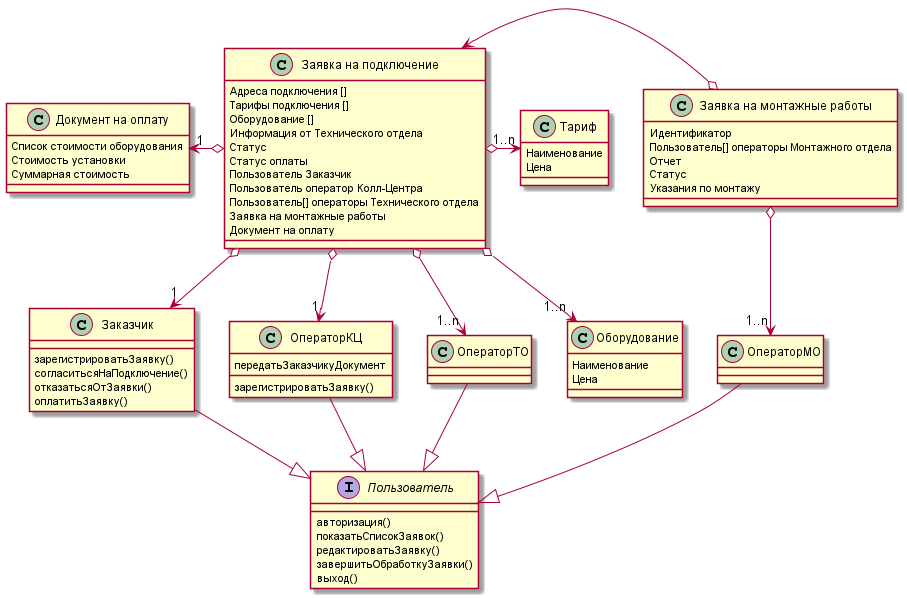 C Заявка на подключение
Адреса подключения []
Тарифы подключения []
Оборудование []
Информация от Технического отдела
Статус
Статус оплаты
Пользователь Заказчик
Пользователь оператор Колл-Центра
Пользователь[] операторы Технического отдела
Заявка на монтажные работы
Документ на оплату
C Документ на оплату
Список стоимости оборудования
Стоимость установки
Суммарная стоимость
1
1..n
C Тариф
Наименование
Цена
C Заявка на монтажные работы
Идентификатор
Пользователь[] операторы Монтажного отдела
Отчет
Статус
Указания по монтажу
1
1
1..n
1..n
1..n
C Заказчик
зарегистрироватьЗаявку()
согласитьсяНаПодключение()
отказатьсяОтЗаявки()
оплатитьЗаявку()
C ОператорКЦ
передатьЗаказчикуДокумент
зарегистрироватьЗаявку()
C ОператорТО
C Оборудование
Наименование
Цена
C ОператорМО
I Пользователь
авторизация()
показатьСписокЗаявок()
редактироватьЗаявку()
завершитьОбработкуЗаявки()
выход()